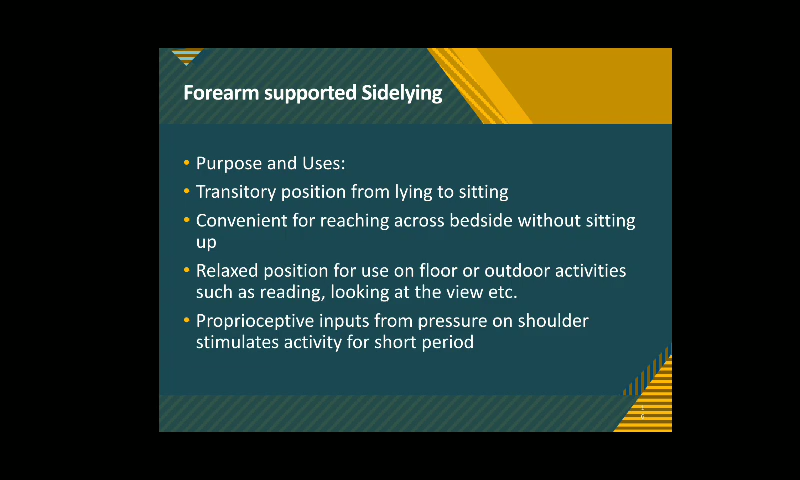 Forearm supported Sidelying
• Purpose and Uses:
• Transitory position from lying to sitting
• Convenient for reaching across bedside without sitting
up
• Relaxed position for use on floor or outdoor activities
such as reading, looking at the view etc.
• Proprioceptive inputs from pressure on shoulder
stimulates activity for short period